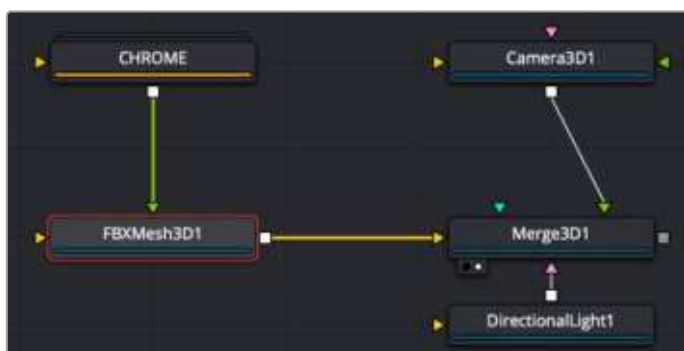 CHROME
Camera3D1
FBXMesh3D1
Merge3D1
DirectionalLight1